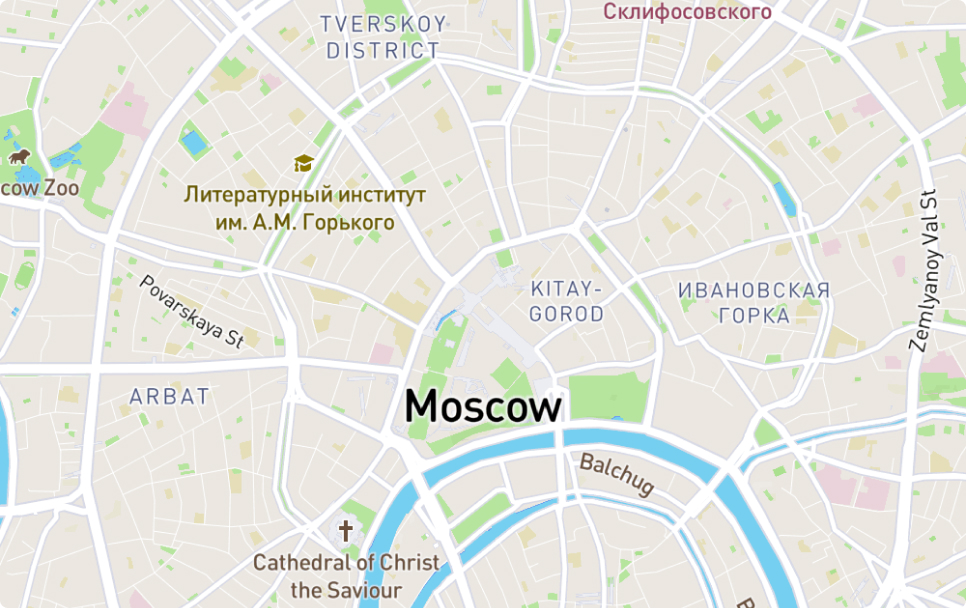 Склифосовского
TVERSKOY
DISTRICT
cow Zoo
Литературный институт
им. А.М. Горького
Zemlyanoy Val St
Povarskaya St
KITAY-
GOROD
ИВАНОВСКАЯ
ГОРКА
ARBAT
Moscow
Balchug
Cathedral of Christ
the Saviour